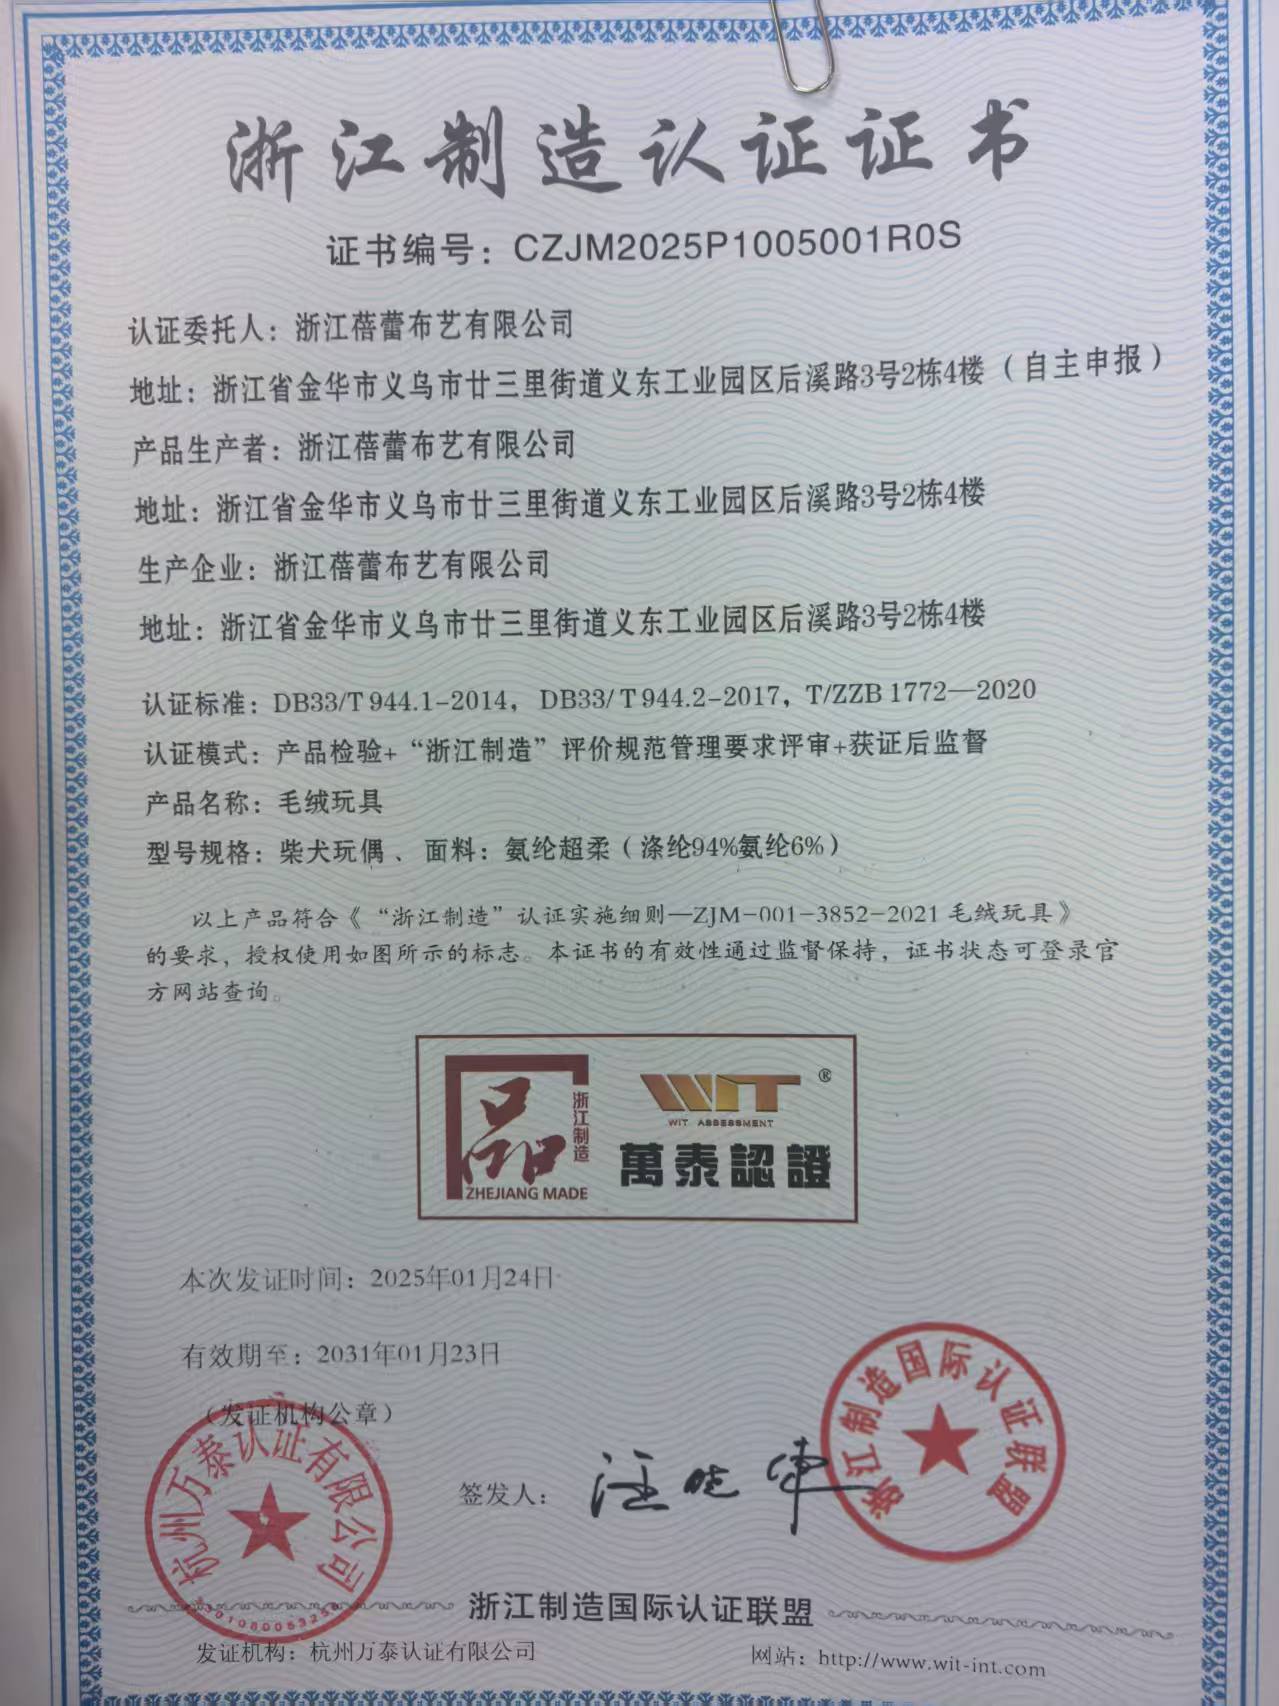 浙江制造认证证书
证书编号：CZJM2025P1005001R0S
认证委托人：浙江蓓蕾布艺有限公司
地址：浙江省金华市义乌市廿三里街道义东工业园区后溪路3号2栋4楼（自主申报）
产品生产者：浙江蓓蕾布艺有限公司
地址：浙江省金华市义乌市廿三里街道义东工业园区后溪路3号2栋4楼
生产企业：浙江蓓蕾布艺有限公司
地址：浙江省金华市义乌市廿三里街道义东工业园区后溪路3号2栋4楼
认证标准：DB33/T 944.1-2014，DB33/T 944.2-2017，T/ZZB 1772—2020
认证模式：产品检验+“浙江制造”评价规范管理要求评审+获证后监督
产品名称：毛绒玩具
型号规格：柴犬玩偶、面料：氨纶超柔（涤纶94%氨纶6%）
以上产品符合《“浙江制造”认证实施细则—ZJM-001-3852-2021 毛绒玩具》
的要求，授权使用如图所示的标志。本证书的有效性通过监督保持，证书状态可登录官
方网站查询。
品
浙江制造
ZHEJIANG MADE
WIT ®
WIT ASSESSMENT
萬泰認證
本次发证时间：2025年01月24日
有效期至：2031年01月23日
（发证机构公章）
杭州万泰认证有限公司
签发人：
浙江制造国际认证联盟
浙江制造国际认证联盟
发证机构：杭州万泰认证有限公司
网站：http://www.wit-int.com